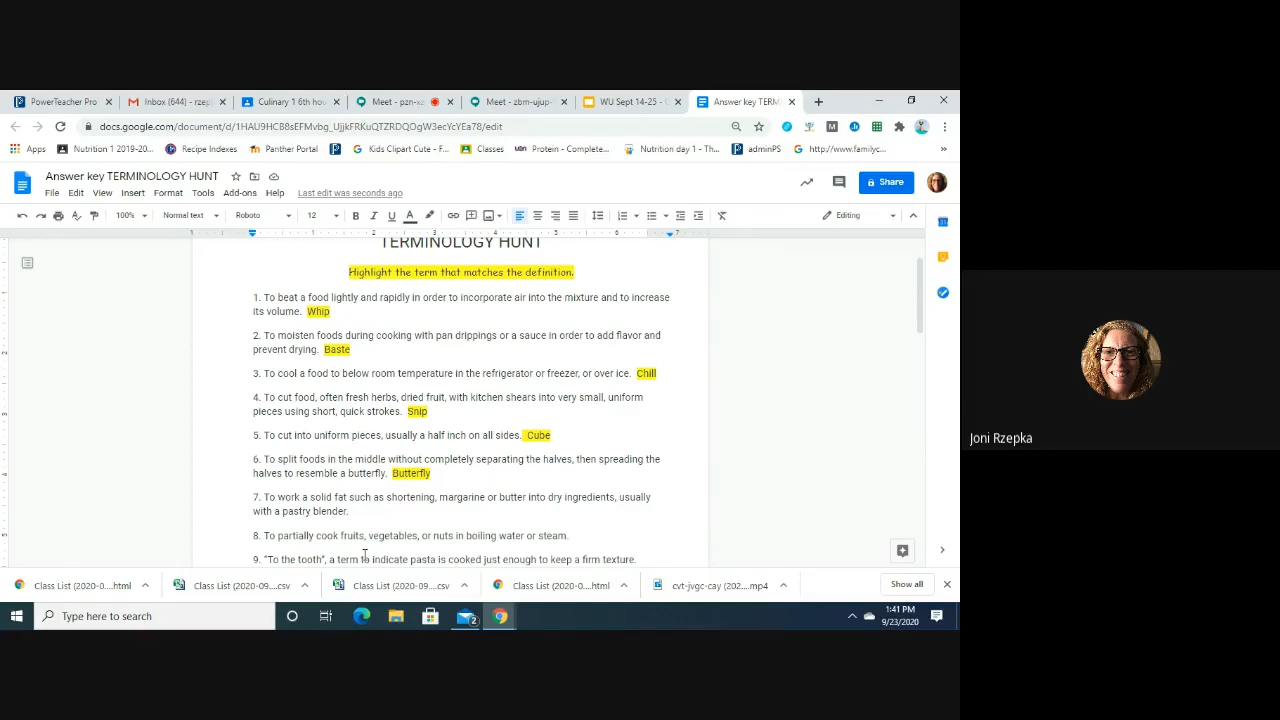 PowerTeacher Pro
Inbox (644) - rzep
Culinary 1 6th hou
Meet - pzn-xz
Meet - zbm-ujup-
WU Sept 14-25 - C
Answer key TERM
docs.google.com/document/d/1HAU9HCB8sEFMvbg_UjjkFRKuQTZRDQOgW3ecYcYEa78/edit
Apps
Nutrition 1 2019-20...
Recipe Indexes
Panther Portal
Kids Clipart Cute - F...
Classes
Protein - Complete...
Nutrition day 1 - Th...
adminPS
http://www.familyc...
Answer key TERMINOLOGY HUNT
File Edit View Insert Format Tools Add-ons Help Last edit was seconds ago
Share
100% Normal text Roboto 12 Editing
TERMINOLOGY HUNT
Highlight the term that matches the definition.
1. To beat a food lightly and rapidly in order to incorporate air into the mixture and to increase
its volume. Whip
2. To moisten foods during cooking with pan drippings or a sauce in order to add flavor and
prevent drying. Baste
3. To cool a food to below room temperature in the refrigerator or freezer, or over ice. Chill
4. To cut food, often fresh herbs, dried fruit, with kitchen shears into very small, uniform
pieces using short, quick strokes. Snip
5. To cut into uniform pieces, usually a half inch on all sides. Cube
6. To split foods in the middle without completely separating the halves, then spreading the
halves to resemble a butterfly. Butterfly
7. To work a solid fat such as shortening, margarine or butter into dry ingredients, usually
with a pastry blender.
8. To partially cook fruits, vegetables, or nuts in boiling water or steam.
9. "To the tooth", a term to indicate pasta is cooked just enough to keep a firm texture.
Joni Rzepka
Class List (2020-0....html
Class List (2020-09....csv
Class List (2020-09....csv
Class List (2020-0....html
cvt-jvgc-cay (202....mp4
Show all
Type here to search
2
1:41 PM
9/23/2020